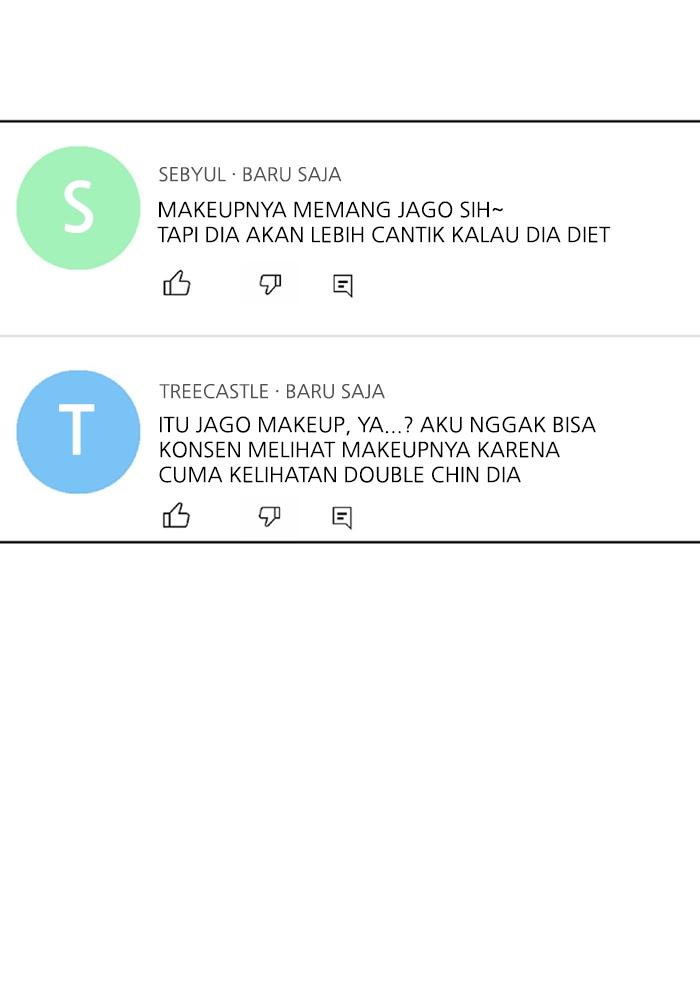 S
SEBYUL · BARU SAJA
MAKEUPNYA MEMANG JAGO SIH~
TAPI DIA AKAN LEBIH CANTIK KALAU DIA DIET
T
TREECASTLE · BARU SAJA
ITU JAGO MAKEUP, YA...? AKU NGGAK BISA
KONSEN MELIHAT MAKEUPNYA KARENA
CUMA KELIHATAN DOUBLE CHIN DIA